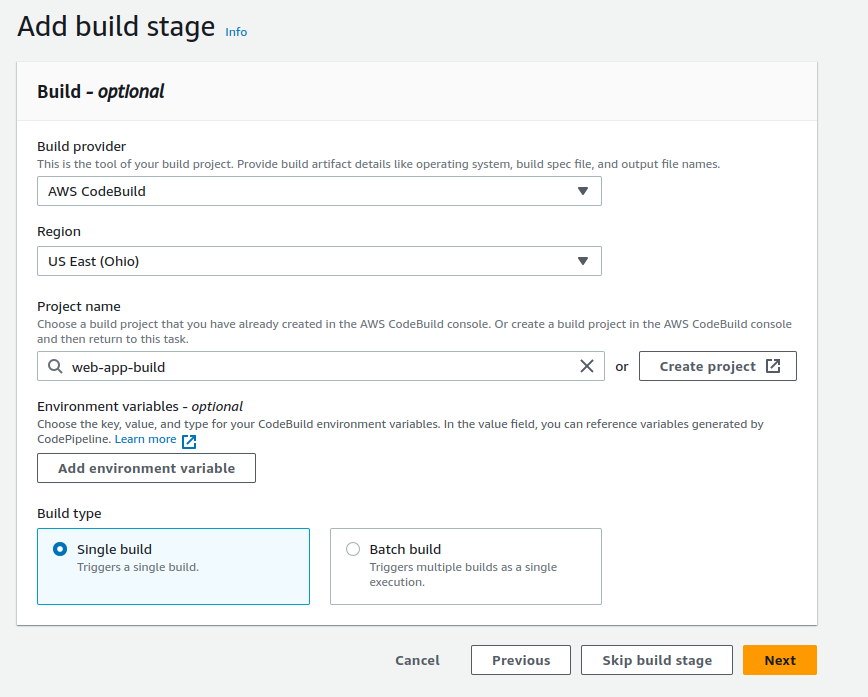 Add build stage Info
Build - optional
Build provider
This is the tool of your build project. Provide build artifact details like operating system, build spec file, and output file names.
AWS CodeBuild
Region
US East (Ohio)
Project name
Choose a build project that you have already created in the AWS CodeBuild console. Or create a build project in the AWS CodeBuild console
and then return to this task.
web-app-build or Create project
Environment variables - optional
Choose the key, value, and type for your CodeBuild environment variables. In the value field, you can reference variables generated by
CodePipeline. Learn more
Add environment variable
Build type
Single build
Triggers a single build.
Batch build
Triggers multiple builds as a single
execution.
Cancel Previous Skip build stage Next